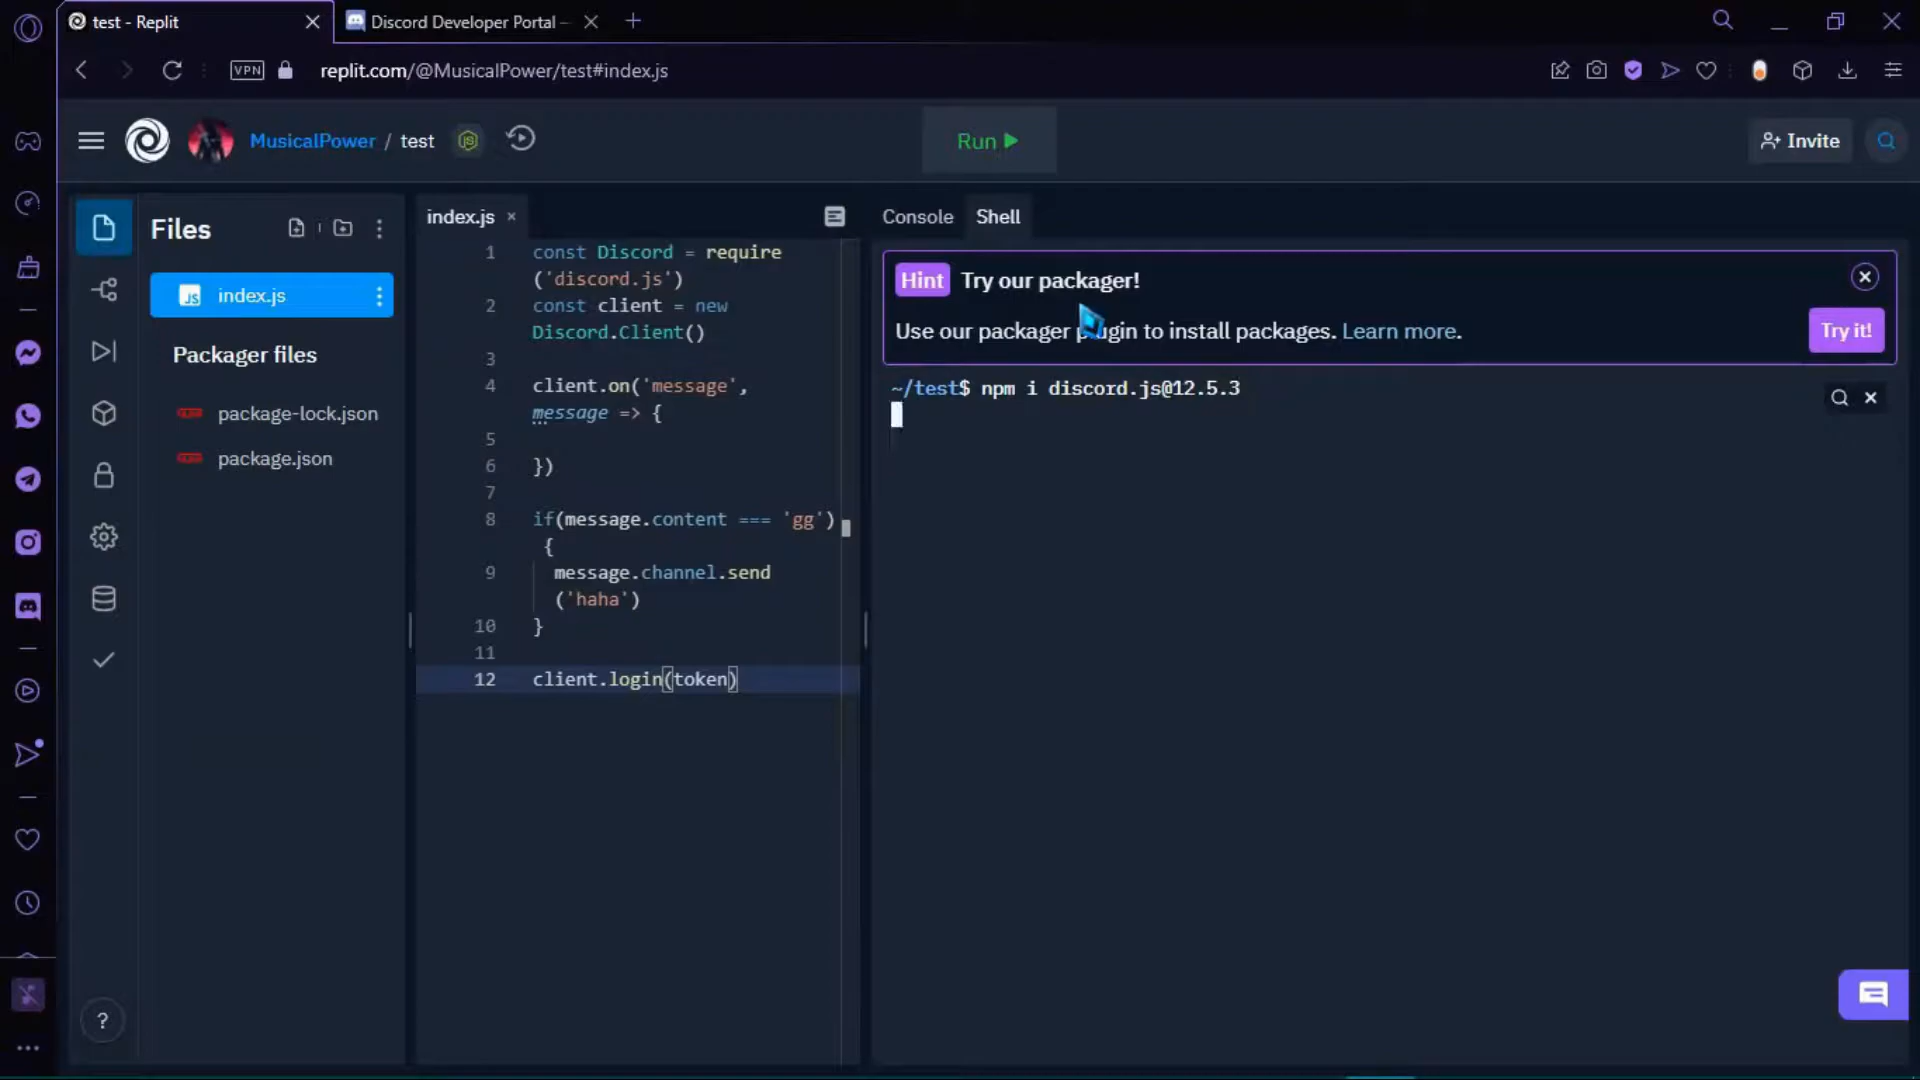 test - Replit
Discord Developer Portal –
VPN
replit.com/@MusicalPower/test#index.js
MusicalPower / test
JS
Run
Invite
Files
JS index.js
Packager files
package-lock.json
package.json
index.js
1 const Discord = require
('discord.js')
2 const client = new
Discord.Client()
3
4 client.on('message',
message => {
5
6 })
7
8 if(message.content === 'gg')
{
9 message.channel.send
('haha')
10 }
11
12 client.login(token)
Console
Shell
Hint Try our packager!
Use our packager plugin to install packages. Learn more.
Try it!
~/test$ npm i discord.js@12.5.3
?